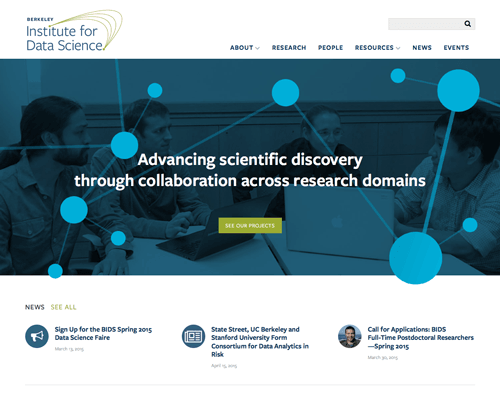 BERKELEY
Institute for
Data Science
ABOUT RESEARCH PEOPLE RESOURCES NEWS EVENTS
Advancing scientific discovery
through collaboration across research domains
SEE OUR PROJECTS
NEWS SEE ALL
Sign Up for the BIDS Spring 2015
Data Science Faire
March 13, 2015
State Street, UC Berkeley and
Stanford University Form
Consortium for Data Analytics in
Risk
April 15, 2015
Call for Applications: BIDS
Full-Time Postdoctoral Researchers
—Spring 2015
March 30, 2015